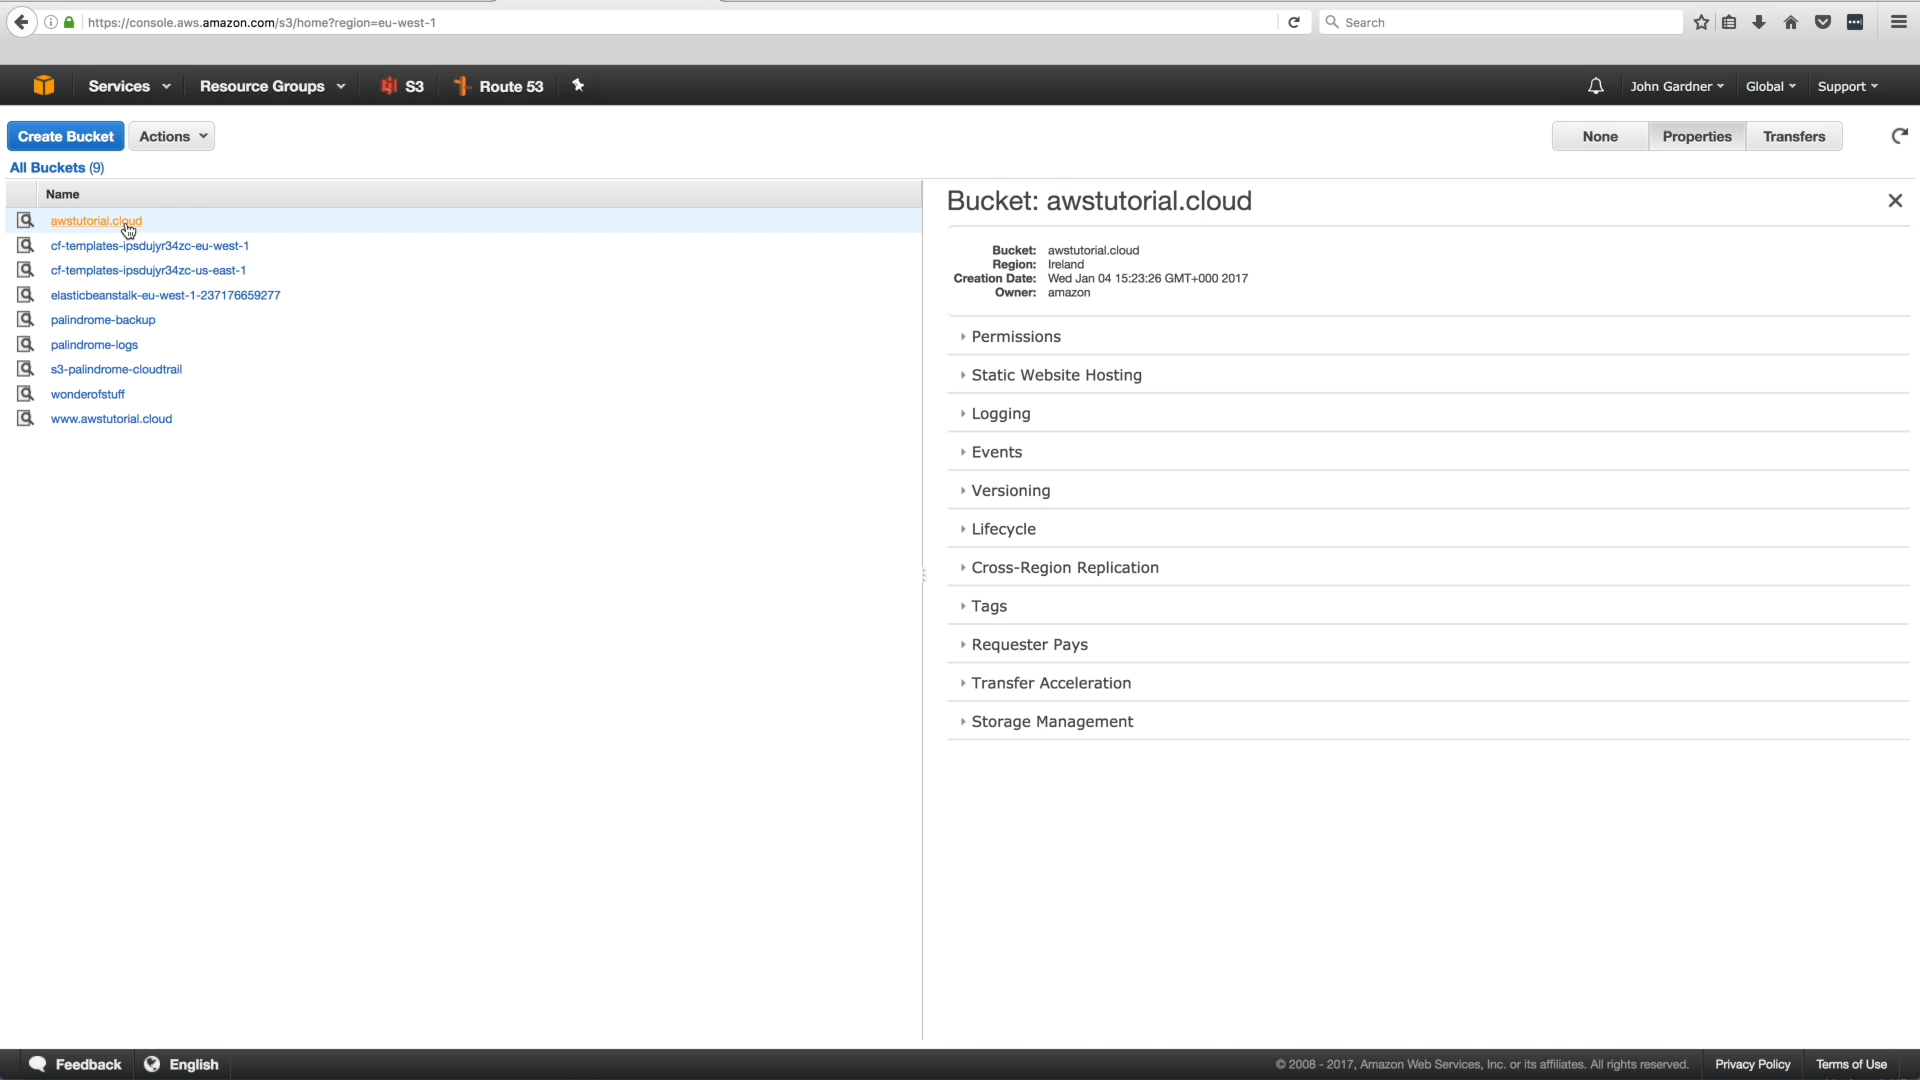 https://console.aws.amazon.com/s3/home?region=eu-west-1
Search
Services
Resource Groups
S3
Route 53
John Gardner
Global
Support
Create Bucket
Actions
None
Properties
Transfers
All Buckets (9)
Name
awstutorial.cloud
cf-templates-ipsdujyr34zc-eu-west-1
cf-templates-ipsdujyr34zc-us-east-1
elasticbeanstalk-eu-west-1-237176659277
palindrome-backup
palindrome-logs
s3-palindrome-cloudtrail
wonderofstuff
www.awstutorial.cloud
Bucket: awstutorial.cloud
Bucket: awstutorial.cloud
Region: Ireland
Creation Date: Wed Jan 04 15:23:26 GMT+000 2017
Owner: amazon
Permissions
Static Website Hosting
Logging
Events
Versioning
Lifecycle
Cross-Region Replication
Tags
Requester Pays
Transfer Acceleration
Storage Management
Feedback
English
© 2008 - 2017, Amazon Web Services, Inc. or its affiliates. All rights reserved.
Privacy Policy
Terms of Use